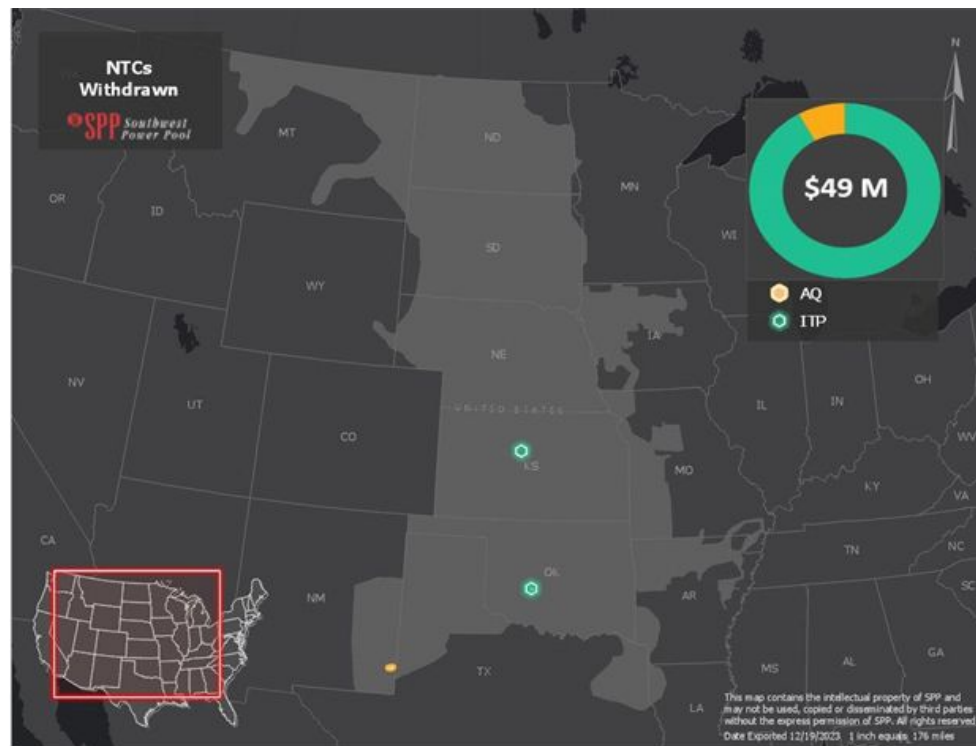 NTCs
Withdrawn
SPP Southwest
Power Pool
N
MT
ND
MN
OR
ID
SD
WI
WY
$49 M
AQ
ITP
NE
IA
NV
UT
CO
UNITED STATES
IL
IN
OH
WV
KS
MO
KY
VA
CA
NM
OK
AR
TN
NC
SC
TX
MS
AL
GA
LA
This map contains the intellectual property of SPP and
may not be used, copied or disseminated by third parties
without the express permission of SPP. All rights reserved
Date Exported 12/19/2023 1 inch equals 176 miles